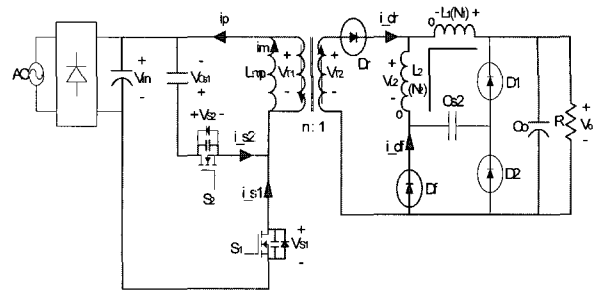 ip
i_dr
- L1(N1) +
AC
+
Vin
-
-
Vcs1
+
im
Lmp
+
VT1
-
+
VT2
-
Dr
+
VL2
-
L2
(N2)
D1
Cs2
+ Vs2 -
i_s2
n : 1
i_df
Co
R
+
Vo
-
S2
i_s1
Df
D2
S1
+
Vs1
-